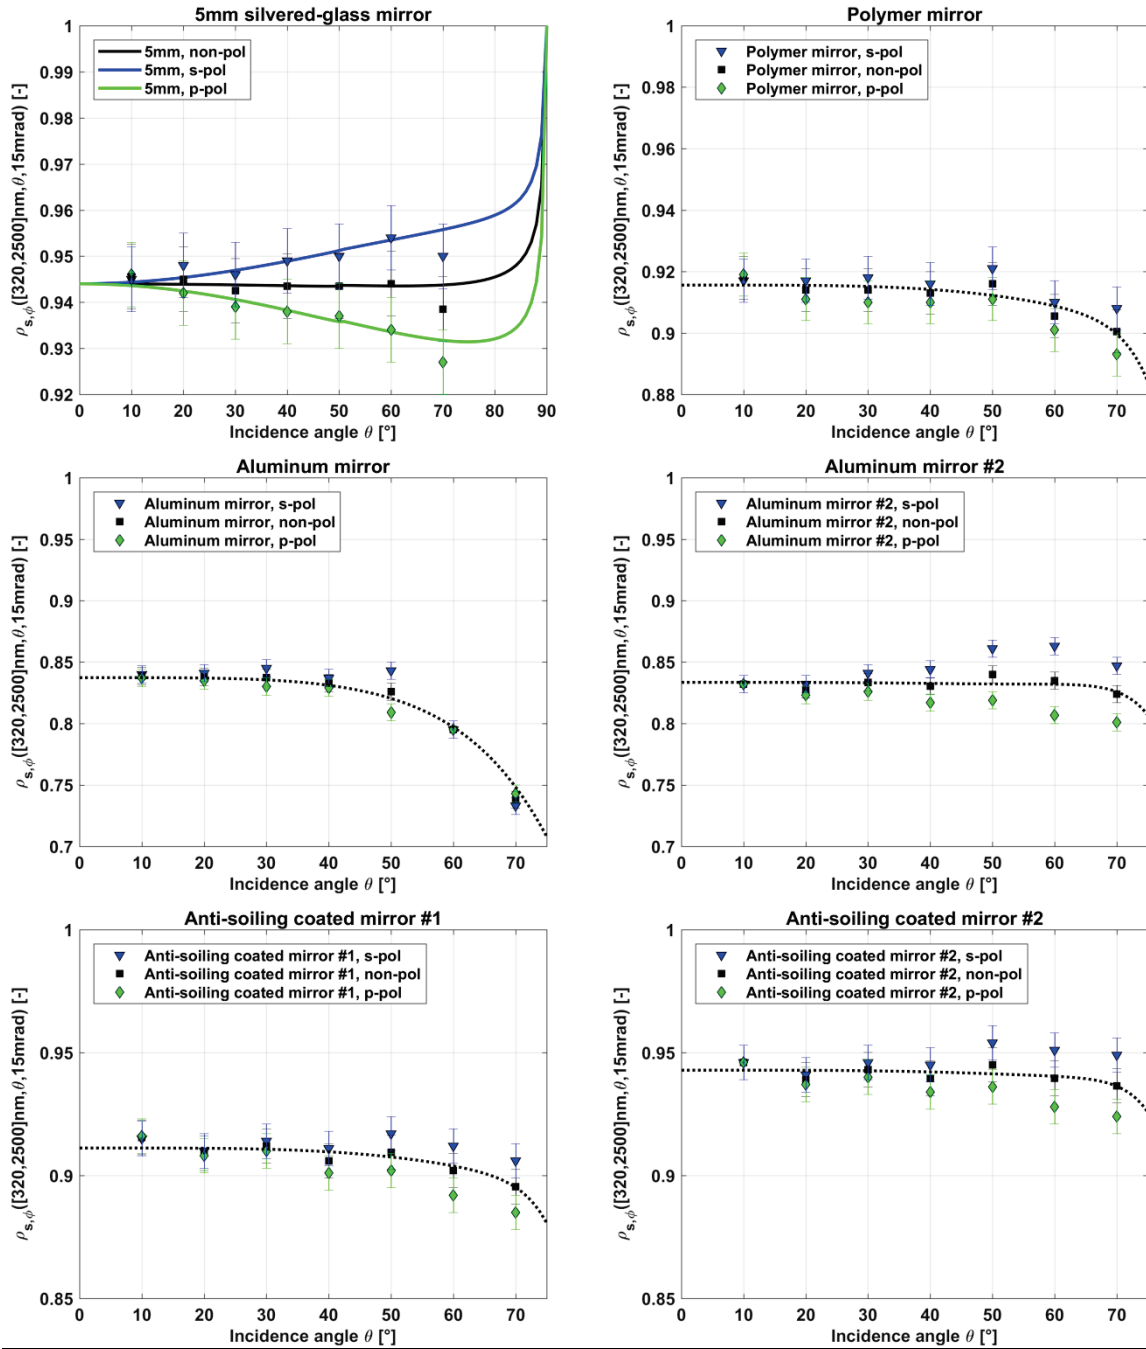 5mm silvered-glass mirror
5mm, non-pol
5mm, s-pol
5mm, p-pol
ρs,ϕ([320,2500]nm,θ,15mrad) [-]
1
0.99
0.98
0.97
0.96
0.95
0.94
0.93
0.92
0 10 20 30 40 50 60 70 80 90
Incidence angle θ [°]
Polymer mirror
Polymer mirror, s-pol
Polymer mirror, non-pol
Polymer mirror, p-pol
ρs,ϕ([320,2500]nm,θ,15mrad) [-]
1
0.98
0.96
0.94
0.92
0.9
0.88
0 10 20 30 40 50 60 70
Incidence angle θ [°]
Aluminum mirror
Aluminum mirror, s-pol
Aluminum mirror, non-pol
Aluminum mirror, p-pol
ρs,ϕ([320,2500]nm,θ,15mrad) [-]
1
0.95
0.9
0.85
0.8
0.75
0.7
0 10 20 30 40 50 60 70
Incidence angle θ [°]
Aluminum mirror #2
Aluminum mirror #2, s-pol
Aluminum mirror #2, non-pol
Aluminum mirror #2, p-pol
ρs,ϕ([320,2500]nm,θ,15mrad) [-]
1
0.95
0.9
0.85
0.8
0.75
0.7
0 10 20 30 40 50 60 70
Incidence angle θ [°]
Anti-soiling coated mirror #1
Anti-soiling coated mirror #1, s-pol
Anti-soiling coated mirror #1, non-pol
Anti-soiling coated mirror #1, p-pol
ρs,ϕ([320,2500]nm,θ,15mrad) [-]
1
0.95
0.9
0.85
0 10 20 30 40 50 60 70
Incidence angle θ [°]
Anti-soiling coated mirror #2
Anti-soiling coated mirror #2, s-pol
Anti-soiling coated mirror #2, non-pol
Anti-soiling coated mirror #2, p-pol
ρs,ϕ([320,2500]nm,θ,15mrad) [-]
1
0.95
0.9
0.85
0 10 20 30 40 50 60 70
Incidence angle θ [°]